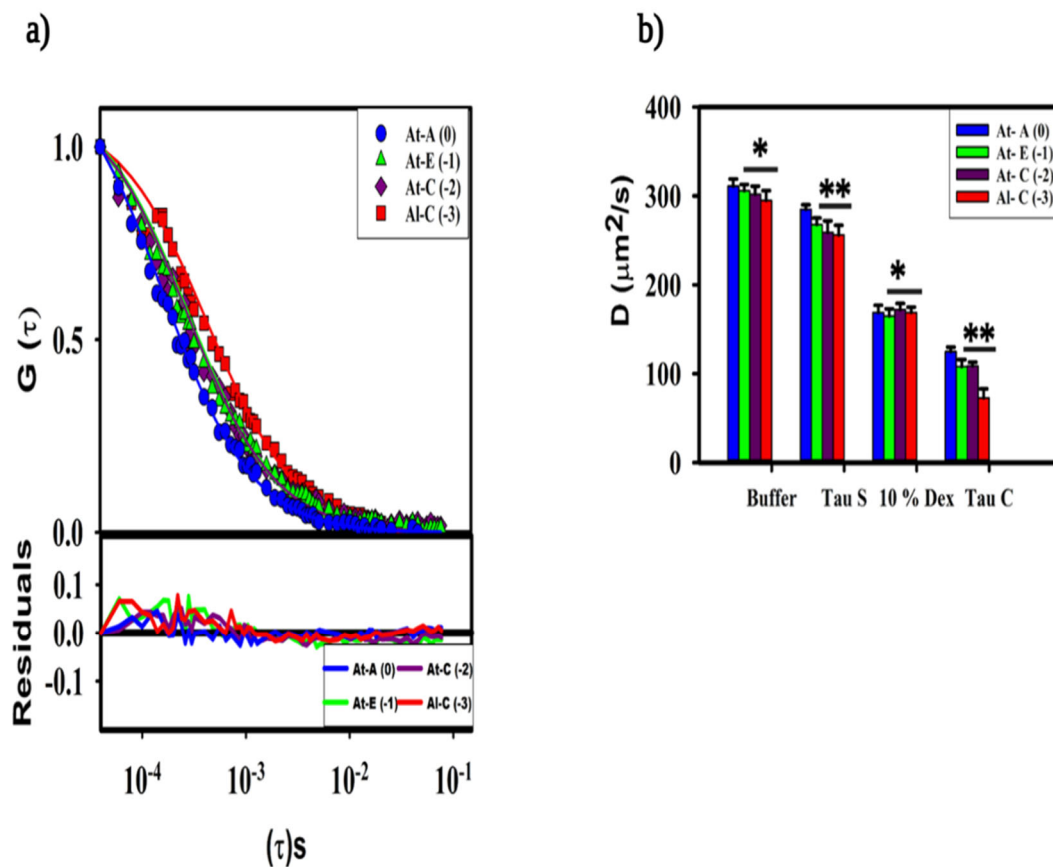 a)
At-A (0)
At-E (-1)
At-C (-2)
Al-C (-3)
1.0
0.5
0.0
G (τ)
Residuals
0.1
0.0
-0.1
At-A (0) At-C (-2)
At-E (-1) Al-C (-3)
10-4 10-3 10-2 10-1
(τ)s
b)
At- A (0)
At- E (-1)
At- C (-2)
Al- C (-3)
400
300
200
100
0
D (μm2/s)
* ** * **
Buffer Tau S 10 % Dex Tau C